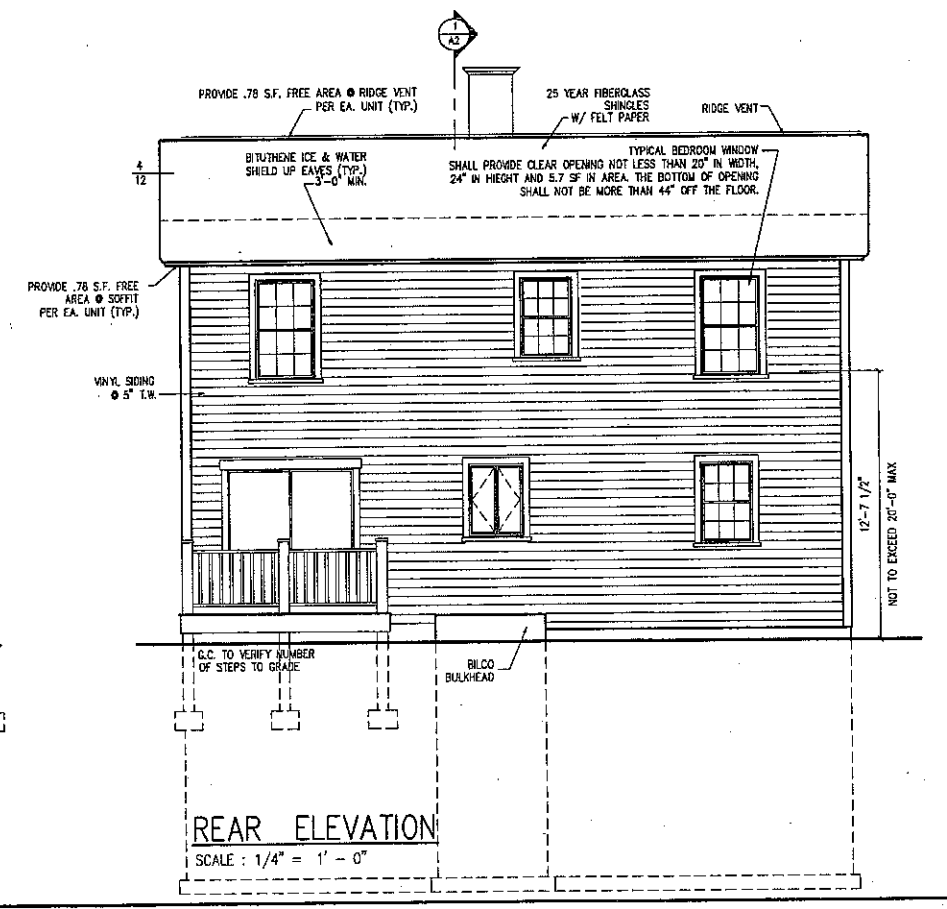 1
A2
PROVIDE .78 S.F. FREE AREA @ RIDGE VENT
PER EA. UNIT (TYP.)
25 YEAR FIBERGLASS
SHINGLES
W/ FELT PAPER
RIDGE VENT
4
12
BITUTHENE ICE & WATER
SHIELD UP EAVES (TYP.)
3'-0" MIN.
TYPICAL BEDROOM WINDOW
SHALL PROVIDE CLEAR OPENING NOT LESS THAN 20" IN WIDTH,
24" IN HIEGHT AND 5.7 SF IN AREA. THE BOTTOM OF OPENING
SHALL NOT BE MORE THAN 44" OFF THE FLOOR.
PROVIDE .78 S.F. FREE
AREA @ SOFFIT
PER EA. UNIT (TYP.)
VINYL SIDING
@ 5" T.W.
12'-7 1/2"
NOT TO EXCEED 20'-0" MAX
G.C. TO VERIFY NUMBER
OF STEPS TO GRADE
BILCO
BULKHEAD
REAR ELEVATION
SCALE : 1/4" = 1' - 0"